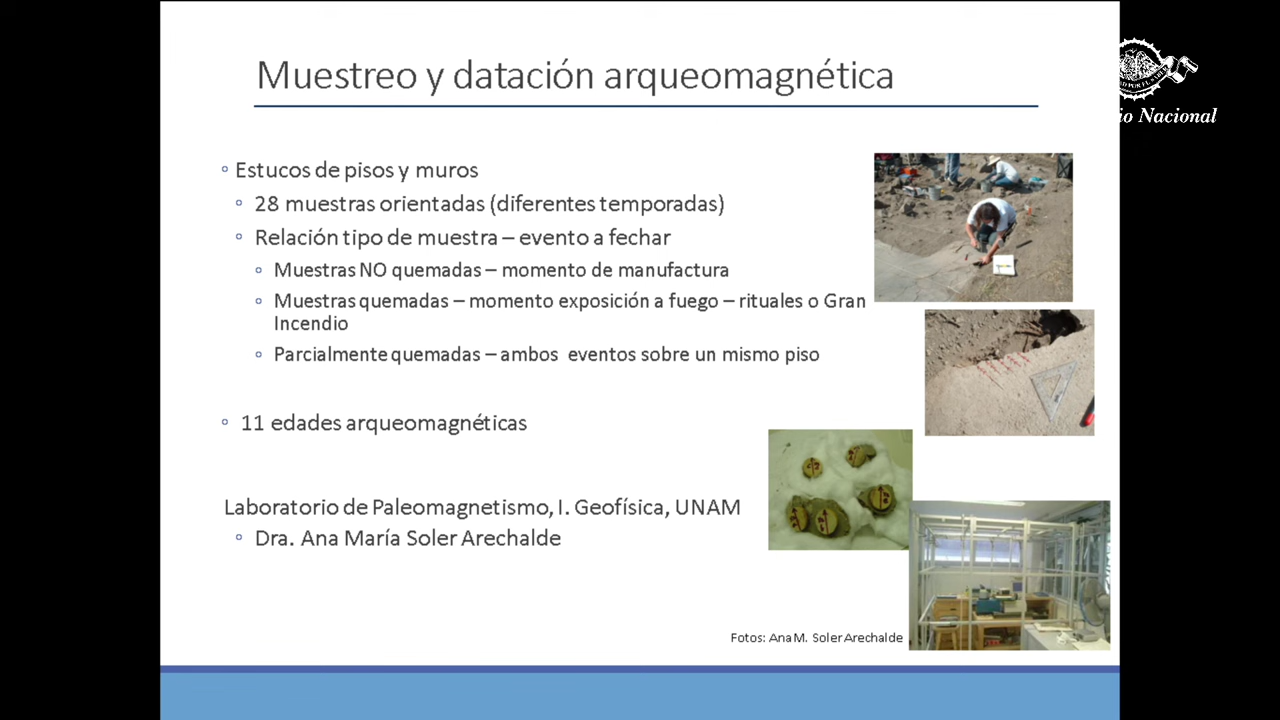 Muestreo y datación arqueomagnética
io Nacional
Estucos de pisos y muros
28 muestras orientadas (diferentes temporadas)
Relación tipo de muestra – evento a fechar
Muestras NO quemadas – momento de manufactura
Muestras quemadas – momento exposición a fuego – rituales o Gran
Incendio
Parcialmente quemadas – ambos eventos sobre un mismo piso
11 edades arqueomagnéticas
Laboratorio de Paleomagnetismo, I. Geofísica, UNAM
Dra. Ana María Soler Arechalde
Fotos: Ana M. Soler Arechalde